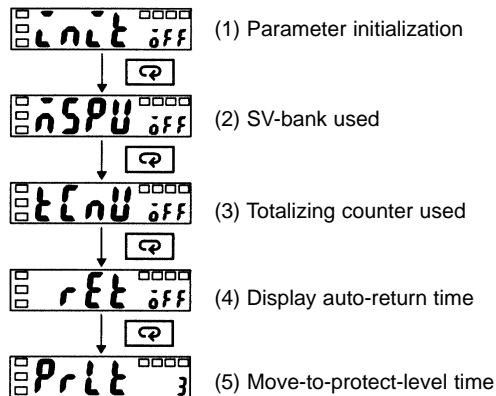 init off
(1) Parameter initialization
mSPU off
(2) SV-bank used
tCnU off
(3) Totalizing counter used
rEt off
(4) Display auto-return time
PrLt 3
(5) Move-to-protect-level time